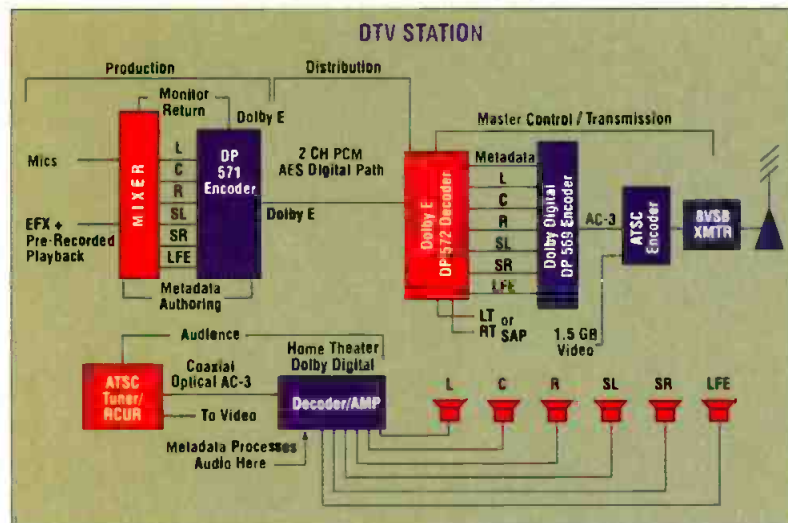 DTV STATION
Production
Distribution
Monitor
Return
Dolby E
Master Control / Transmission
Mics
EFX +
Pre-Recorded
Playback
MIXER
L
C
R
SL
SR
LFE
DP
571
Encoder
2 CH PCM
AES Digital Path
Dolby E
Metadata
Authoring
Dolby E
DP 572 Decoder
Metadata
L
C
R
SL
SR
LFE
LT or
RT SAP
Dolby Digital
DP 569 Encoder
AC-3
ATSC
Encoder
8VSB
XMTR
1.5 GB
Video
Audience
Coaxial
Optical AC-3
ATSC
Tuner/
RCUR
To Video
Home Theater
Dolby Digital
Decoder/AMP
Metadata Processes
Audio Here
L
C
R
SL
SR
LFE